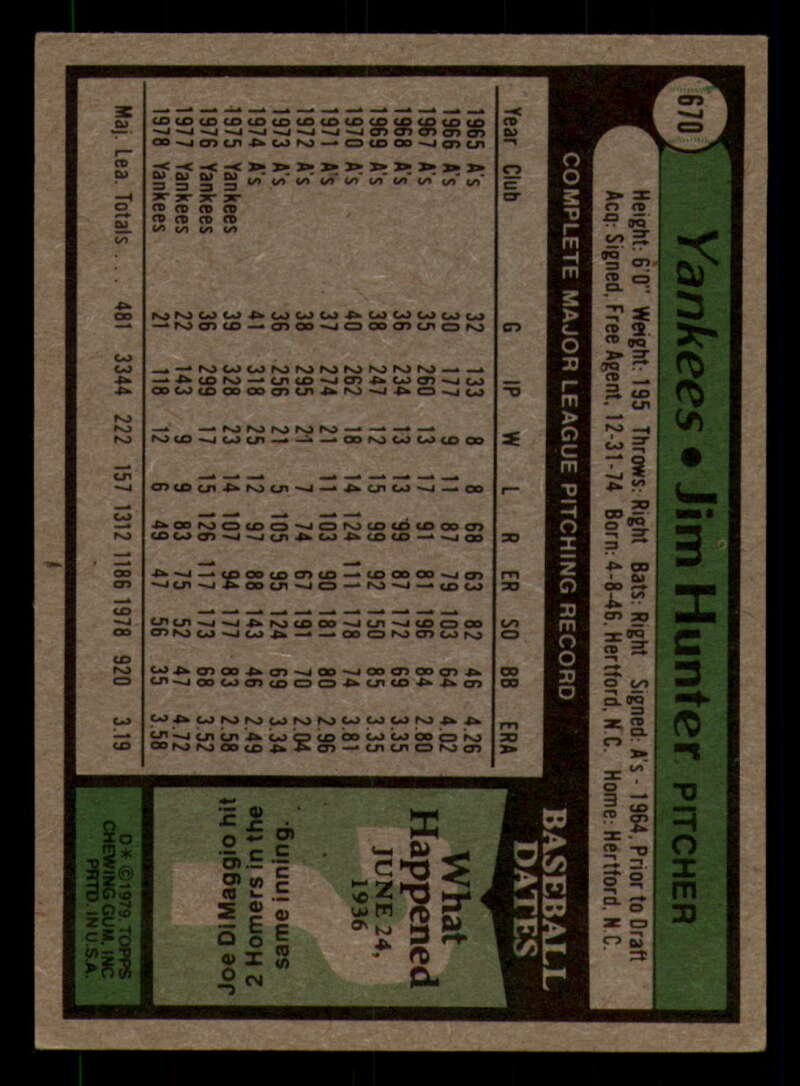 670
Yankees • Jim Hunter PITCHER
Height: 6'0" Weight: 195 Throws: Right Bats: Right Signed: A's - 1964, Prior to Draft
Acq: Signed, Free Agent, 12-31-74 Born: 4-8-46, Hertford, N.C. Home: Hertford, N.C.
COMPLETE MAJOR LEAGUE PITCHING RECORD
Year Club G IP W L R ER SO BB ERA
1965 A's 32 133 8 8 68 63 82 46 4.26
1966 A's 30 177 9 11 87 79 103 64 4.02
1967 A's 35 260 13 17 91 81 196 84 2.80
1968 A's 36 234 13 13 99 87 172 69 3.35
1969 A's 38 247 12 15 99 92 150 85 3.35
1970 A's 40 262 18 14 124 111 178 74 3.81
1971 A's 37 274 21 11 103 90 181 80 2.96
1972 A's 38 295 21 7 74 67 191 70 2.04
1973 A's 36 256 21 5 105 95 124 69 3.34
1974 A's 41 318 25 12 97 88 143 46 2.49
1975 Yankees 39 328 23 14 107 94 177 83 2.58
1976 Yankees 36 299 17 15 126 117 173 68 3.52
1977 Yankees 22 143 9 9 83 75 52 47 4.72
1978 Yankees 21 118 12 6 49 47 56 35 3.58
Maj. Lea. Totals ... 481 3344 222 157 1312 1186 1978 920 3.19
BASEBALL
DATES
What
Happened
JUNE 24,
1936
Joe DiMaggio hit
2 Homers in the
same inning.
D* ©1979, TOPPS
CHEWING GUM, INC
PRTD. IN U.S.A.